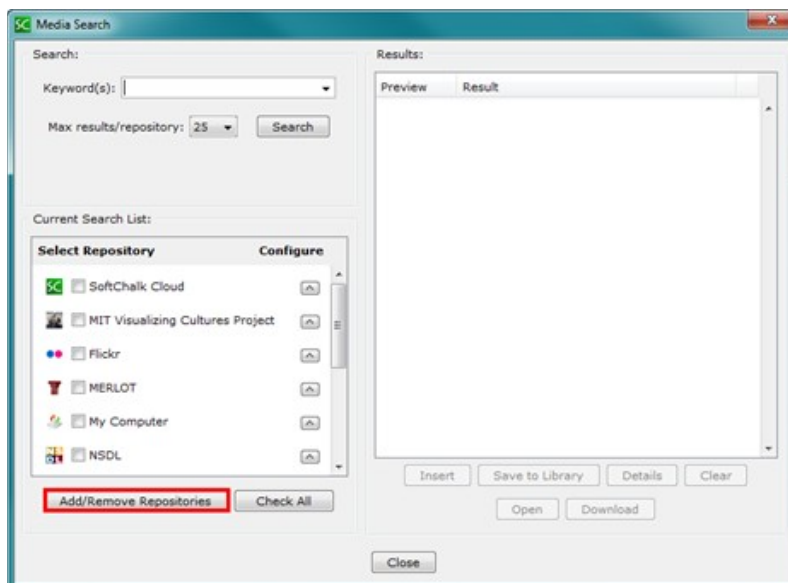 SC Media Search
Search:
Keyword(s):
Max results/repository: 25 Search
Current Search List:
Select Repository Configure
SC SoftChalk Cloud
MIT Visualizing Cultures Project
Flickr
MERLOT
My Computer
NSDL
Add/Remove Repositories Check All
Results:
Preview Result
Insert Save to Library Details Clear
Open Download
Close